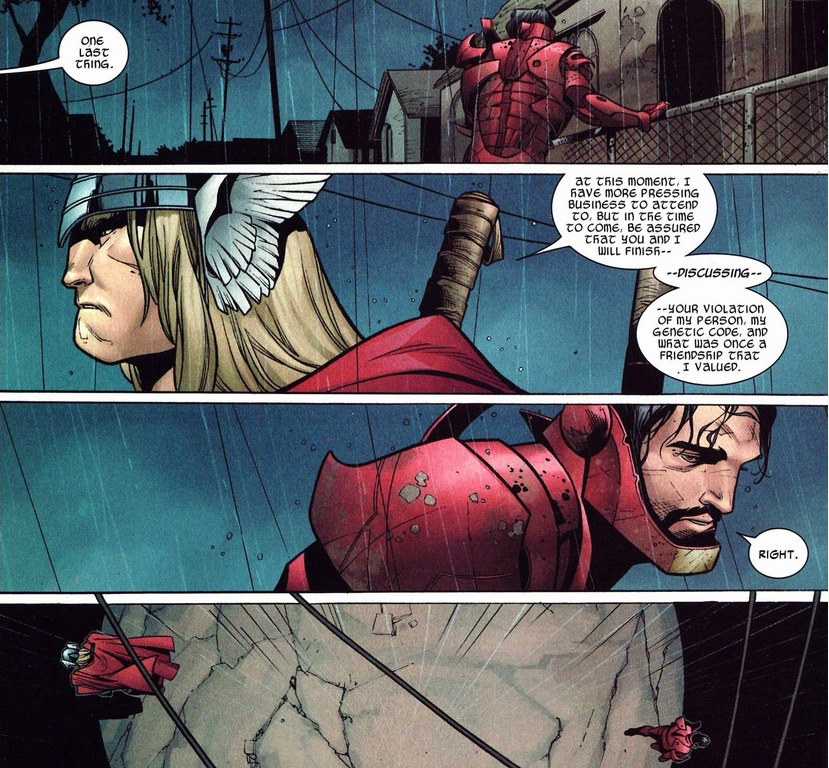 ONE
LAST
THING.
AT THIS MOMENT, I
HAVE MORE PRESSING
BUSINESS TO ATTEND
TO, BUT IN THE TIME
TO COME, BE ASSURED
THAT YOU AND I
WILL FINISH--
--DISCUSSING--
--YOUR VIOLATION
OF MY PERSON, MY
GENETIC CODE, AND
WHAT WAS ONCE A
FRIENDSHIP THAT
I VALUED.
RIGHT.